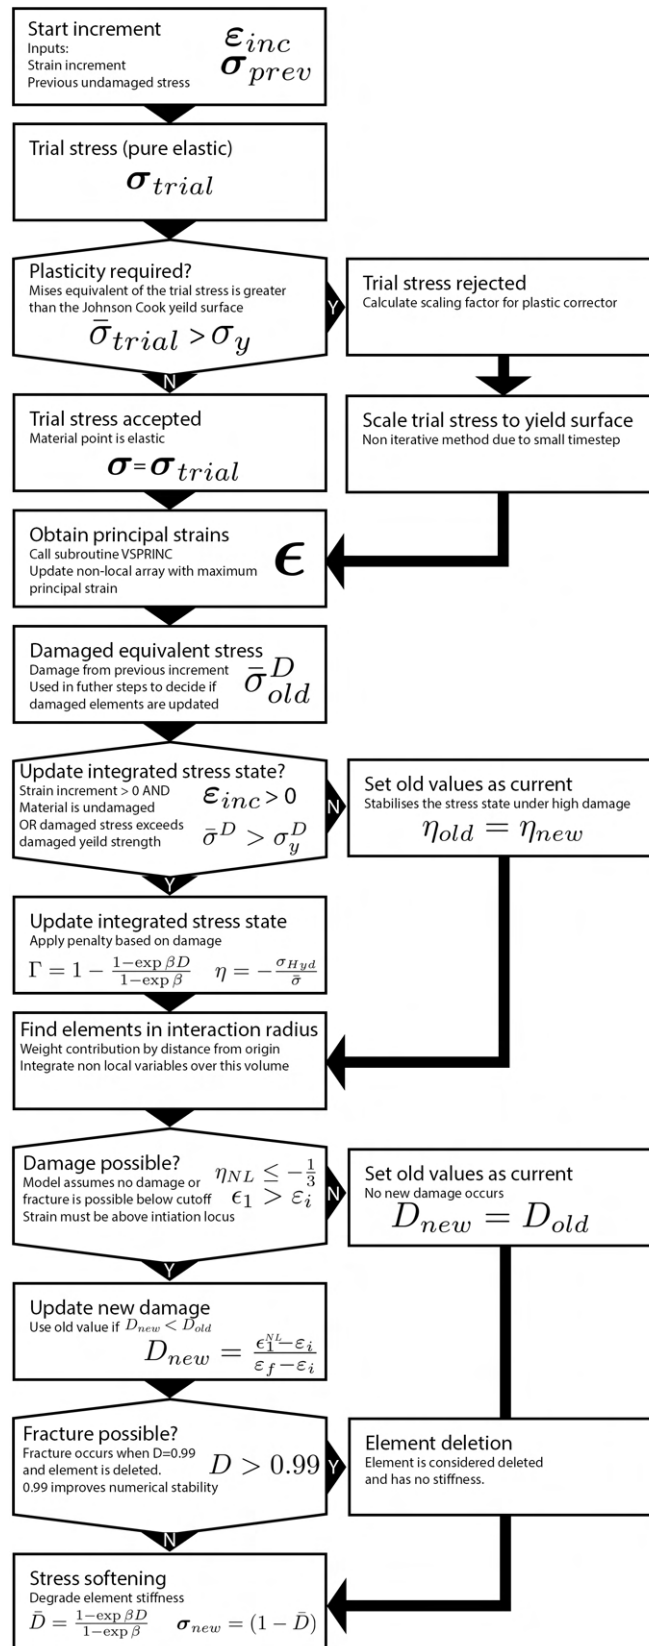 Start increment
Inputs:
Strain increment
Previous undamaged stress
ε_inc
σ_prev
Trial stress (pure elastic)
σ_trial
Plasticity required?
Mises equivalent of the trial stress is greater
than the Johnson Cook yeild surface
σ̄_trial > σ_y
Y
Trial stress rejected
Calculate scaling factor for plastic corrector
N
Trial stress accepted
Material point is elastic
σ = σ_trial
Scale trial stress to yield surface
Non iterative method due to small timestep
Obtain principal strains
Call subroutine VSPRINC
Update non-local array with maximum
principal strain
ϵ
Damaged equivalent stress
Damage from previous increment
Used in futher steps to decide if
damaged elements are updated
σ̄^D_old
Update integrated stress state?
Strain increment > 0 AND
Material is undamaged
OR damaged stress exceeds
damaged yeild strength
ε_inc > 0
σ̄^D > σ_y^D
N
Set old values as current
Stabilises the stress state under high damage
η_old = η_new
Y
Update integrated stress state
Apply penalty based on damage
Γ = 1 − (1−exp βD)/(1−exp β)   η = −σ_Hyd/σ̄
Find elements in interaction radius
Weight contribution by distance from origin
Integrate non local variables over this volume
Damage possible?
Model assumes no damage or
fracture is possible below cutoff
Strain must be above intiation locus
η_NL ≤ −1/3
ϵ_1 > ε_i
N
Set old values as current
No new damage occurs
D_new = D_old
Y
Update new damage
Use old value if D_new < D_old
D_new = (ϵ_1^NL − ε_i)/(ε_f − ε_i)
Fracture possible?
Fracture occurs when D=0.99
and element is deleted.
0.99 improves numerical stability
D > 0.99
Y
Element deletion
Element is considered deleted
and has no stiffness.
N
Stress softening
Degrade element stiffness
D̄ = (1−exp βD)/(1−exp β)   σ_new = (1 − D̄)